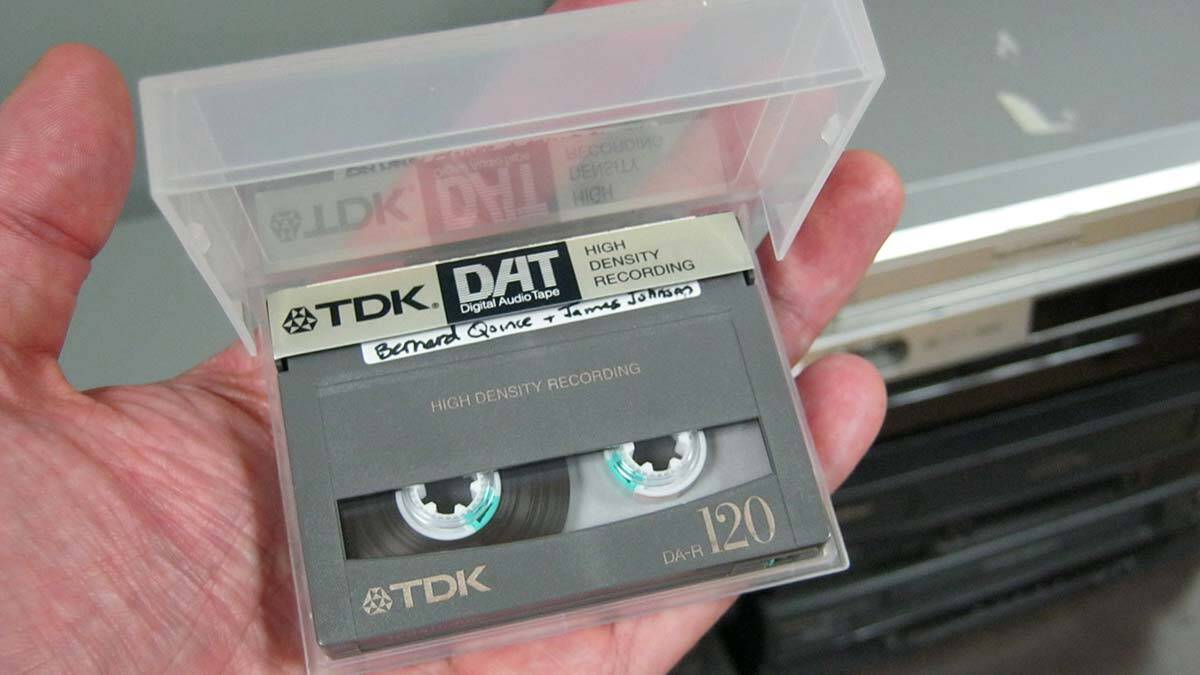 TDK®
DAT
Digital Audio Tape
HIGH
DENSITY
RECORDING
Bernard Quince + James Johnson
HIGH DENSITY RECORDING
DA-R 120
TDK